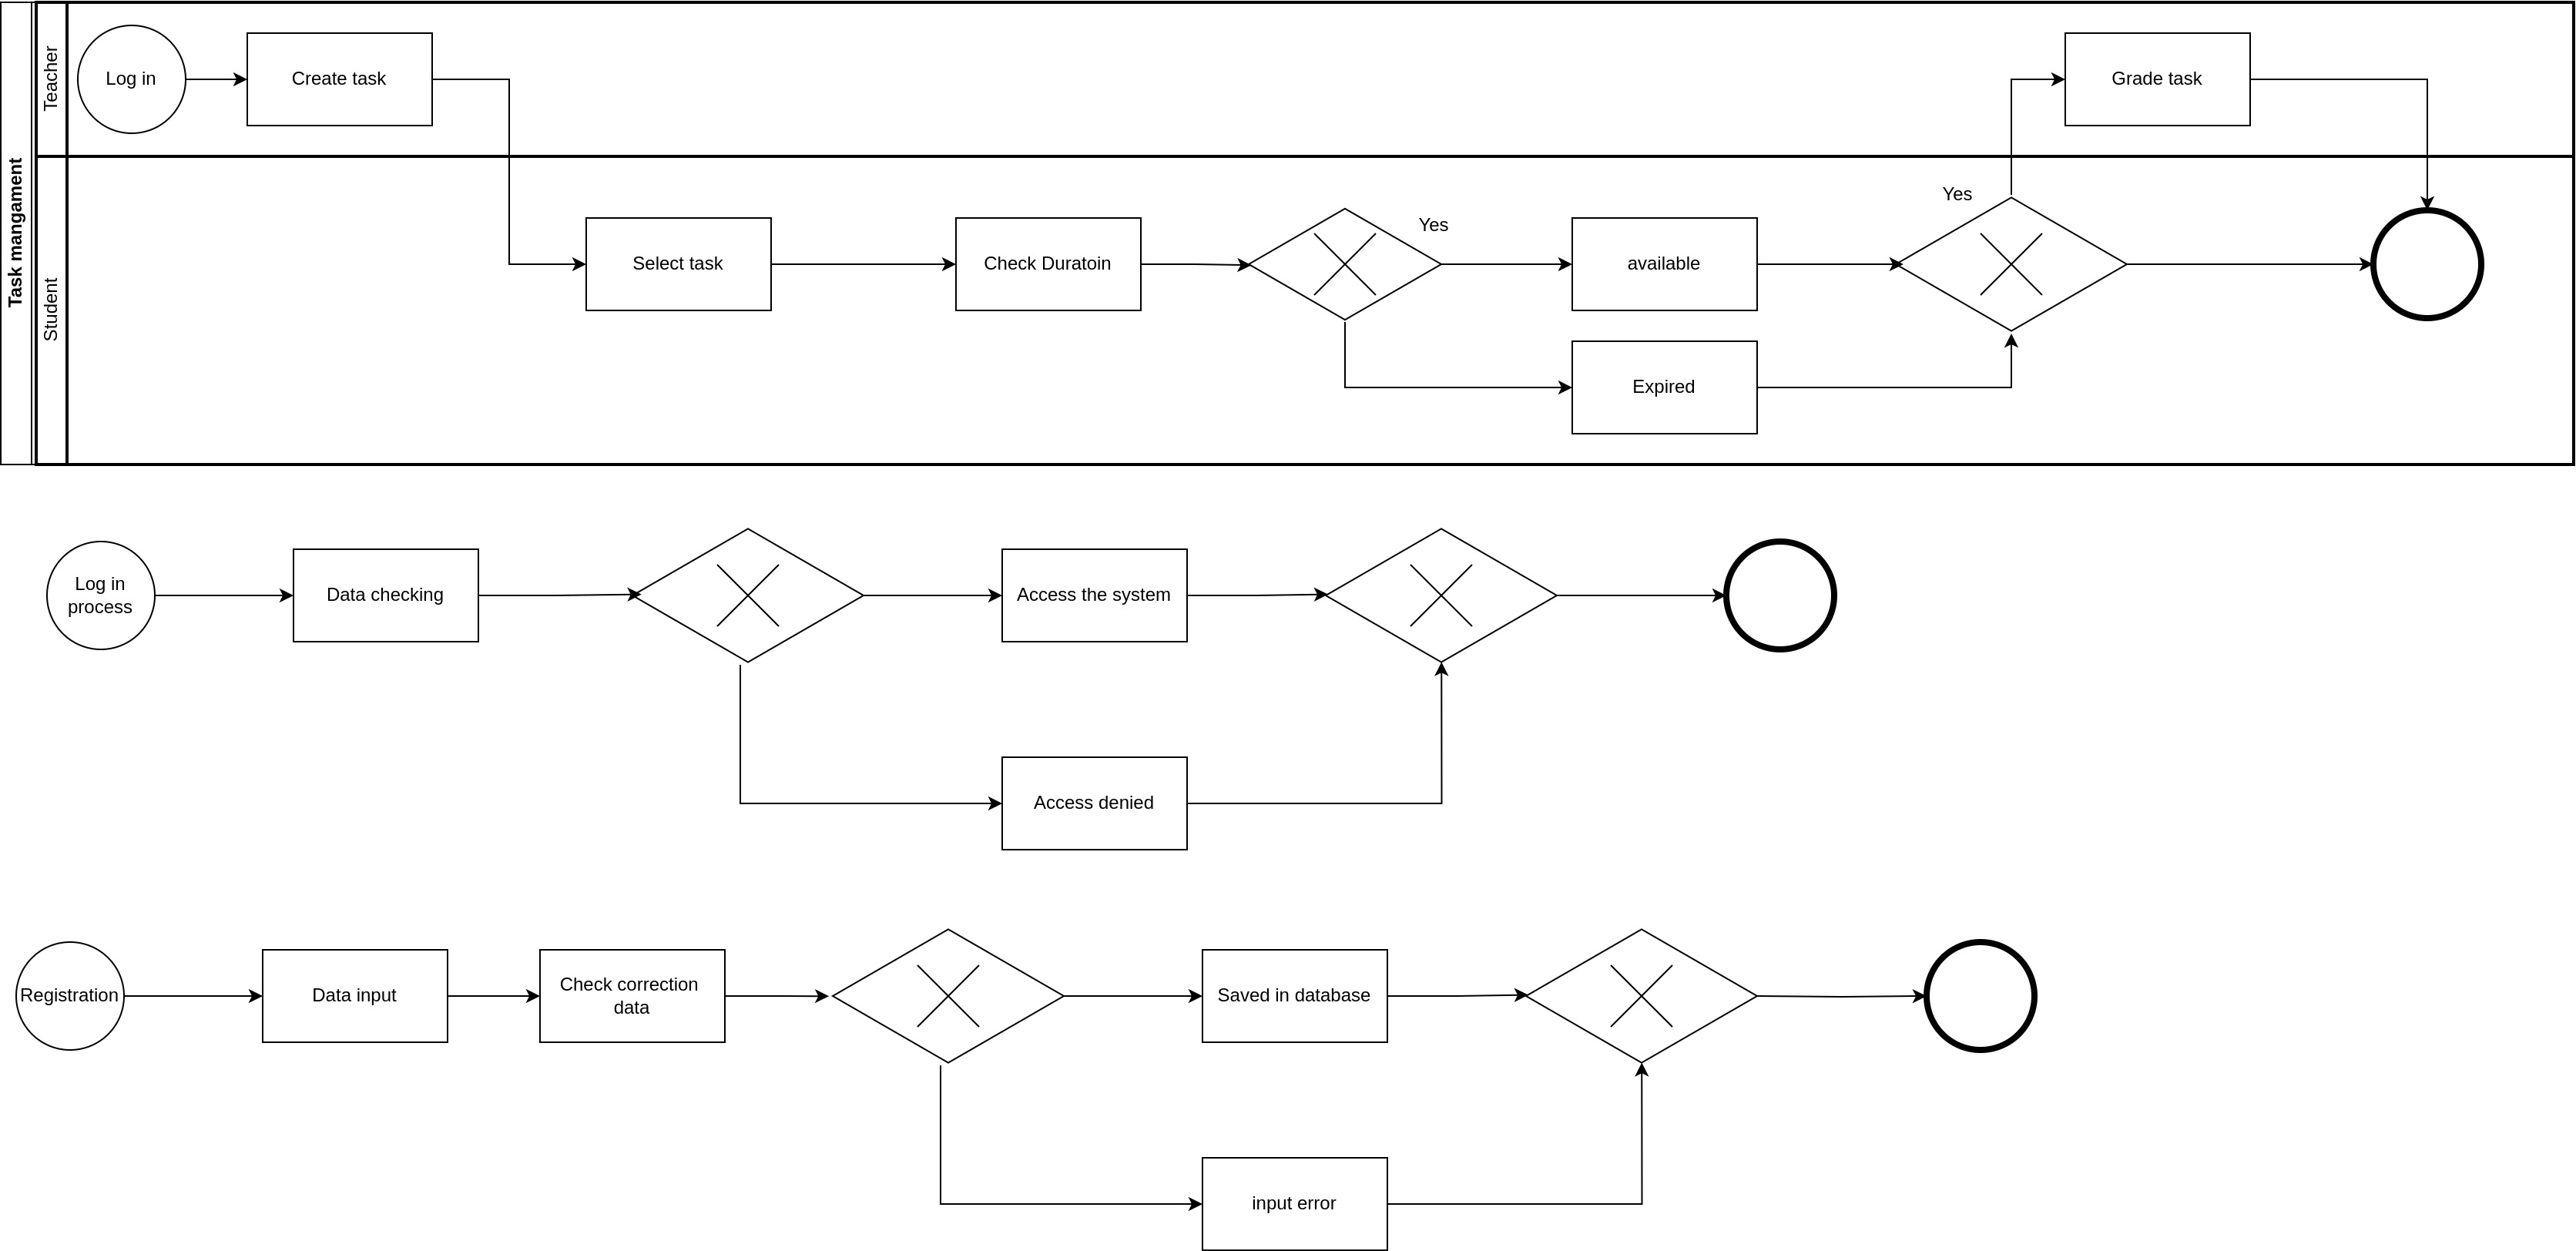 Task mangament
Teacher
Log in
Create task
Grade task
Student
Yes
Yes
Select task
Check Duratoin
available
Expired
Log in
process
Data checking
Access the system
Access denied
Registration
Data input
Check correction
data
Saved in database
input error